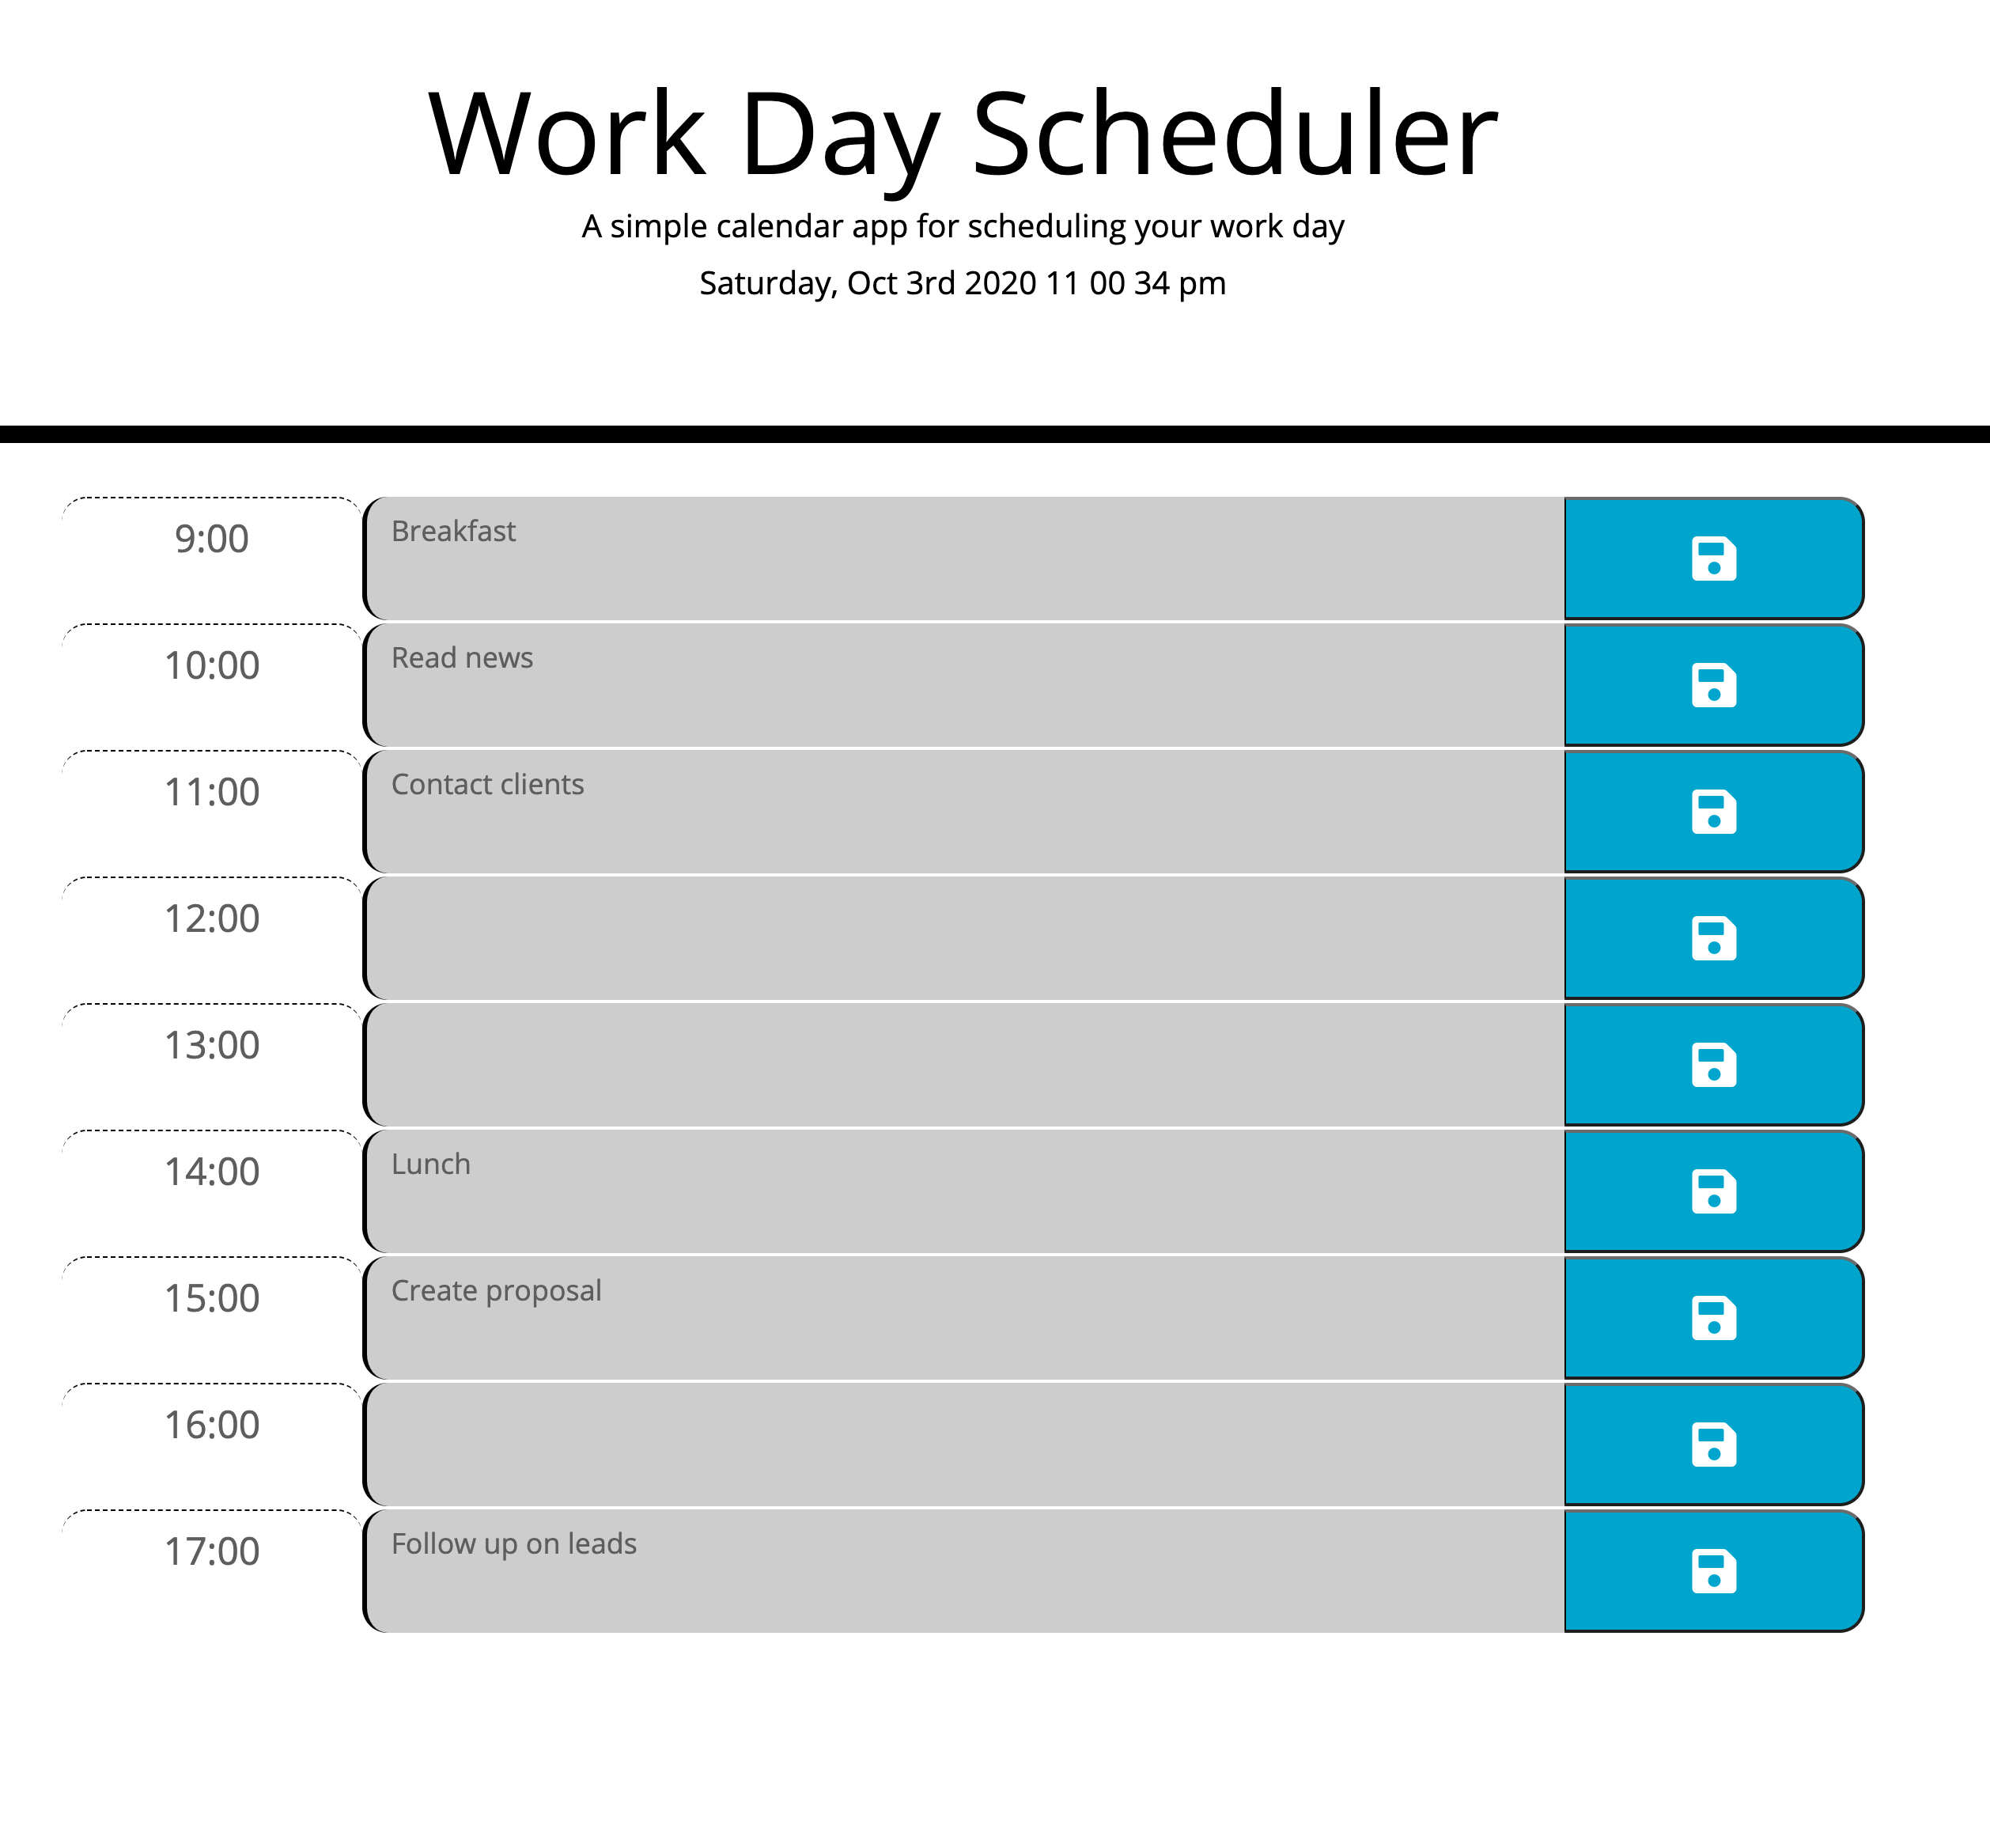 Work Day Scheduler
A simple calendar app for scheduling your work day
Saturday, Oct 3rd 2020 11 00 34 pm
9:00 Breakfast
10:00 Read news
11:00 Contact clients
12:00
13:00
14:00 Lunch
15:00 Create proposal
16:00
17:00 Follow up on leads